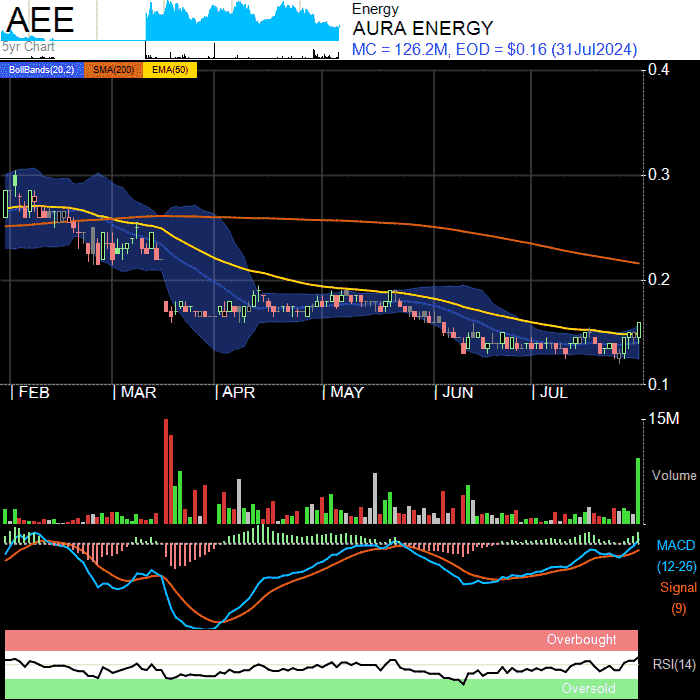 AEE
5yr Chart
Energy
AURA ENERGY
MC = 126.2M, EOD = $0.16 (31Jul2024)
BollBands(20,2) SMA(200) EMA(50)
0.4
0.3
0.2
0.1
| FEB | MAR | APR | MAY | JUN | JUL
15M
Volume
MACD
(12-26)
Signal
(9)
Overbought
RSI(14)
Oversold